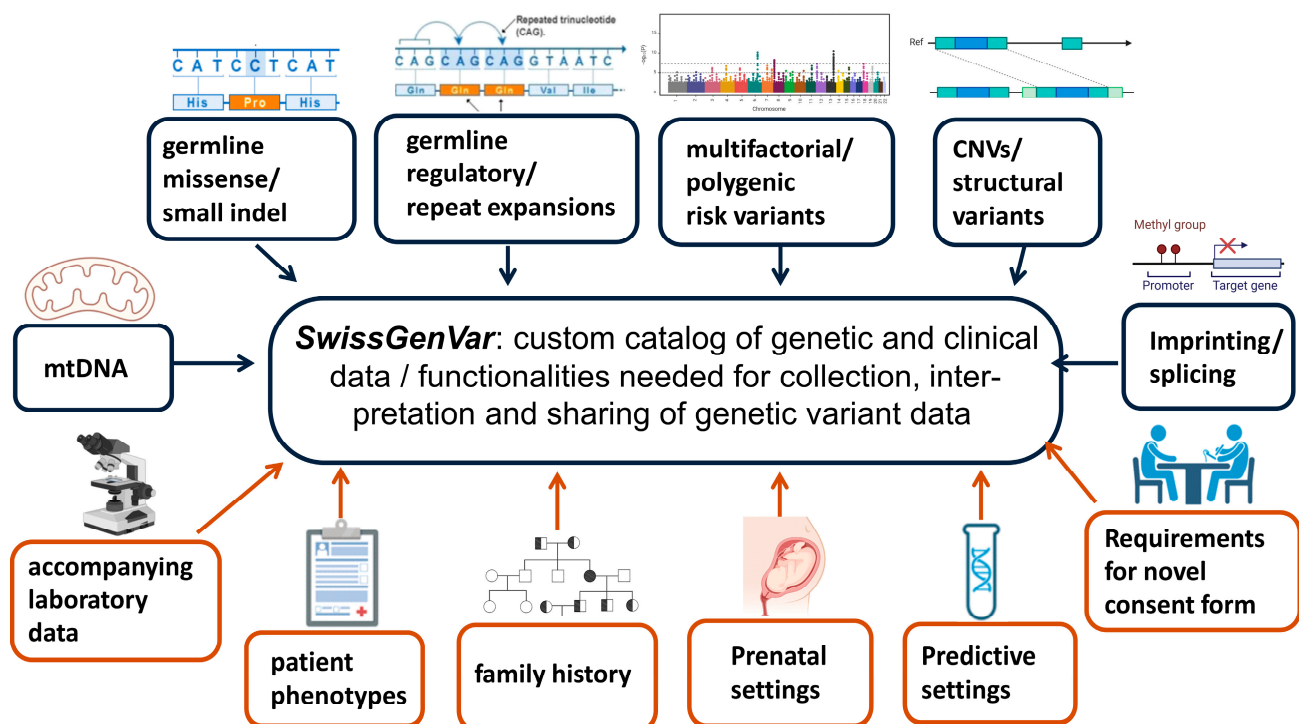 Repeated trinucleotide
(CAG).
C A T C C T C A T
His
Pro
His
C A G C A G C A G G T A A T C
Gln
Gln
Gln
Val
Ile
-log(P)
Chromosome
Ref
germline
missense/
small indel
germline
regulatory/
repeat expansions
multifactorial/
polygenic
risk variants
CNVs/
structural
variants
Methyl group
Promoter
Target gene
mtDNA
SwissGenVar: custom catalog of genetic and clinical
data / functionalities needed for collection, inter-
pretation and sharing of genetic variant data
Imprinting/
splicing
accompanying
laboratory
data
patient
phenotypes
family history
Prenatal
settings
Predictive
settings
Requirements
for novel
consent form